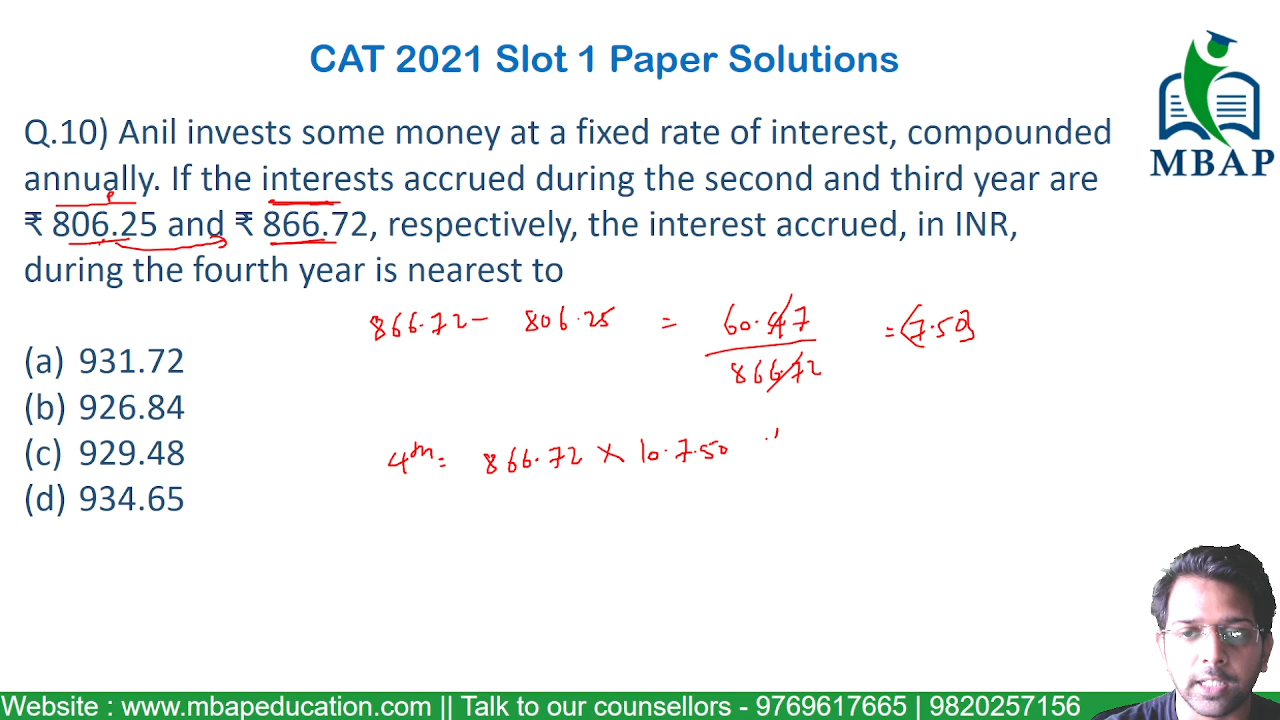 CAT 2021 Slot 1 Paper Solutions
MBAP
Q.10) Anil invests some money at a fixed rate of interest, compounded
annually. If the interests accrued during the second and third year are
₹ 806.25 and ₹ 866.72, respectively, the interest accrued, in INR,
during the fourth year is nearest to
866.72 - 806.25 = 60.47 = 7.50
866.72
(a) 931.72
(b) 926.84
(c) 929.48
4th = 866.72 × 10.7.50
(d) 934.65
Website : www.mbapeducation.com || Talk to our counsellors - 9769617665 | 9820257156